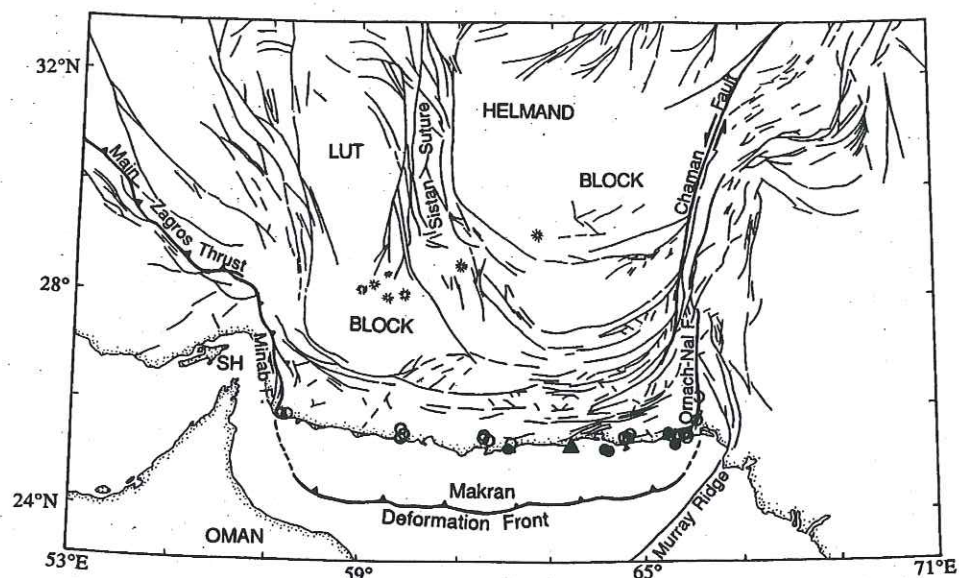 32°N
HELMAND
LUT
BLOCK
Sistan Suture
Chaman Fault
Main Zagros Thrust
28°
BLOCK
SH
Minab F.
Ornach-Nal F.
24°N
Makran
Deformation Front
Murray Ridge
OMAN
53°E
59°
65°
71°E